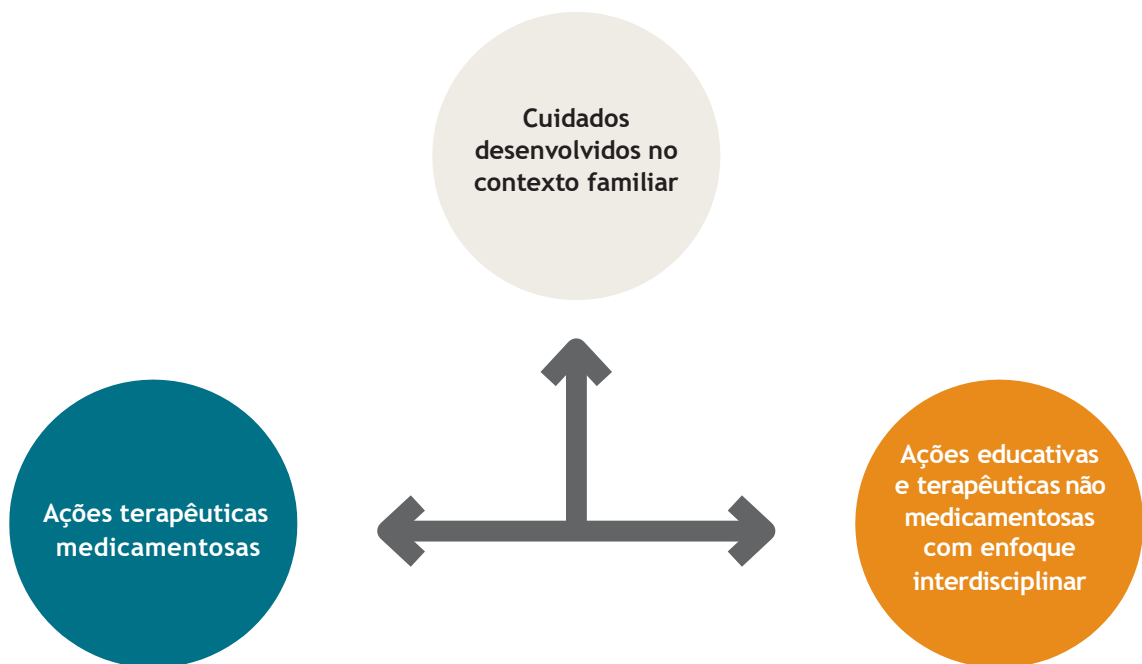 Cuidados
desenvolvidos no
contexto familiar
Ações terapêuticas
medicamentosas
Ações educativas
e terapêuticas não
medicamentosas
com enfoque
interdisciplinar